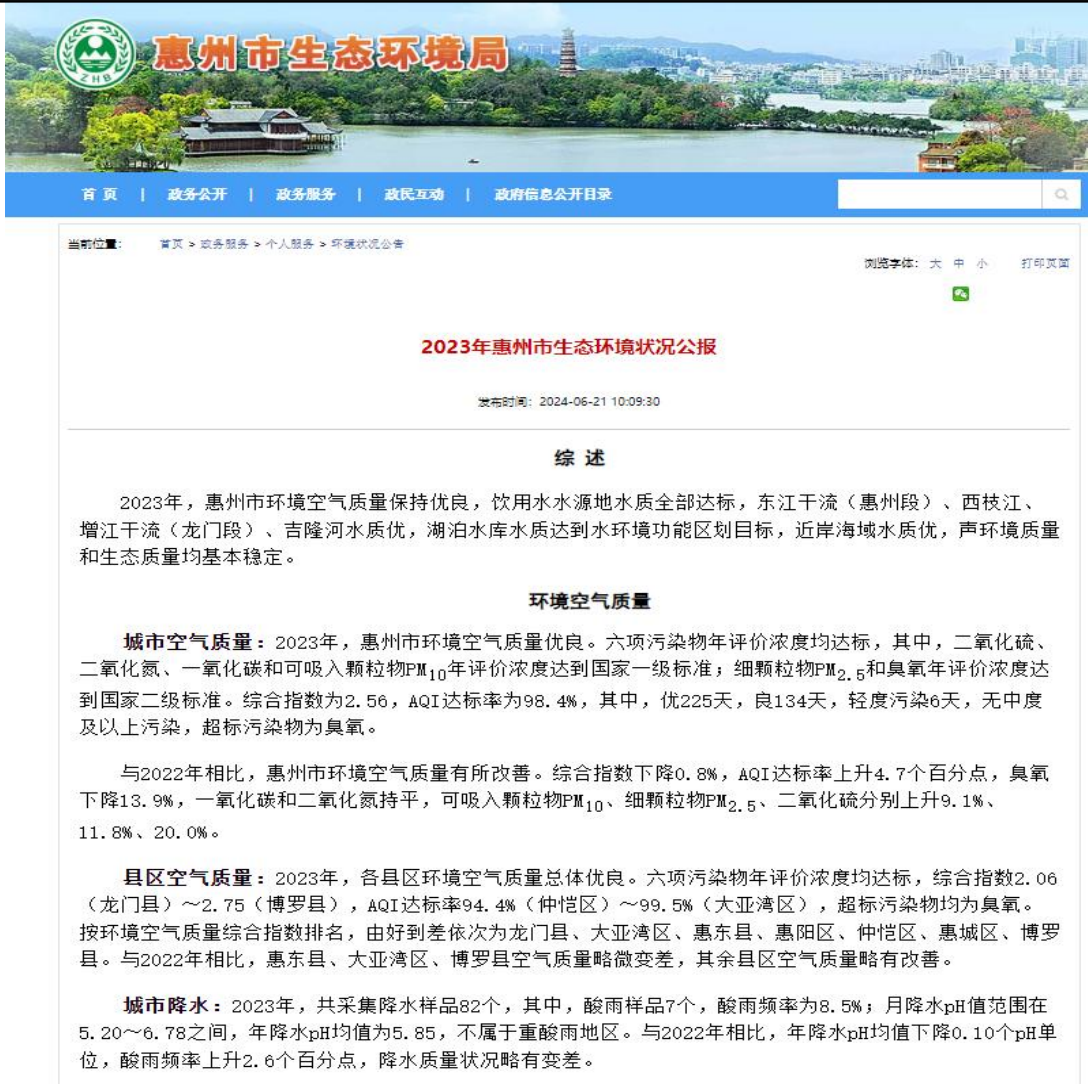 ZHB
惠州市生态环境局
首 页 | 政务公开 | 政务服务 | 政民互动 | 政府信息公开目录
当前位置： 首页 > 政务服务 > 个人服务 > 环境状况公告
浏览字体： 大 中 小 打印页面
2023年惠州市生态环境状况公报
发布时间：2024-06-21 10:09:30
综 述
2023年，惠州市环境空气质量保持优良，饮用水水源地水质全部达标，东江干流（惠州段）、西枝江、
增江干流（龙门段）、吉隆河水质优，湖泊水库水质达到水环境功能区划目标，近岸海域水质优，声环境质量
和生态质量均基本稳定。
环境空气质量
城市空气质量：2023年，惠州市环境空气质量优良。六项污染物年评价浓度均达标，其中，二氧化硫、
二氧化氮、一氧化碳和可吸入颗粒物PM10年评价浓度达到国家一级标准；细颗粒物PM2.5和臭氧年评价浓度达
到国家二级标准。综合指数为2.56，AQI达标率为98.4%，其中，优225天，良134天，轻度污染6天，无中度
及以上污染，超标污染物为臭氧。
与2022年相比，惠州市环境空气质量有所改善。综合指数下降0.8%，AQI达标率上升4.7个百分点，臭氧
下降13.9%，一氧化碳和二氧化氮持平，可吸入颗粒物PM10、细颗粒物PM2.5、二氧化硫分别上升9.1%、
11.8%、20.0%。
县区空气质量：2023年，各县区环境空气质量总体优良。六项污染物年评价浓度均达标，综合指数2.06
（龙门县）～2.75（博罗县），AQI达标率94.4%（仲恺区）～99.5%（大亚湾区），超标污染物均为臭氧。
按环境空气质量综合指数排名，由好到差依次为龙门县、大亚湾区、惠东县、惠阳区、仲恺区、惠城区、博罗
县。与2022年相比，惠东县、大亚湾区、博罗县空气质量略微变差，其余县区空气质量略有改善。
城市降水：2023年，共采集降水样品82个，其中，酸雨样品7个，酸雨频率为8.5%；月降水pH值范围在
5.20～6.78之间，年降水pH均值为5.85，不属于重酸雨地区。与2022年相比，年降水pH均值下降0.10个pH单
位，酸雨频率上升2.6个百分点，降水质量状况略有变差。